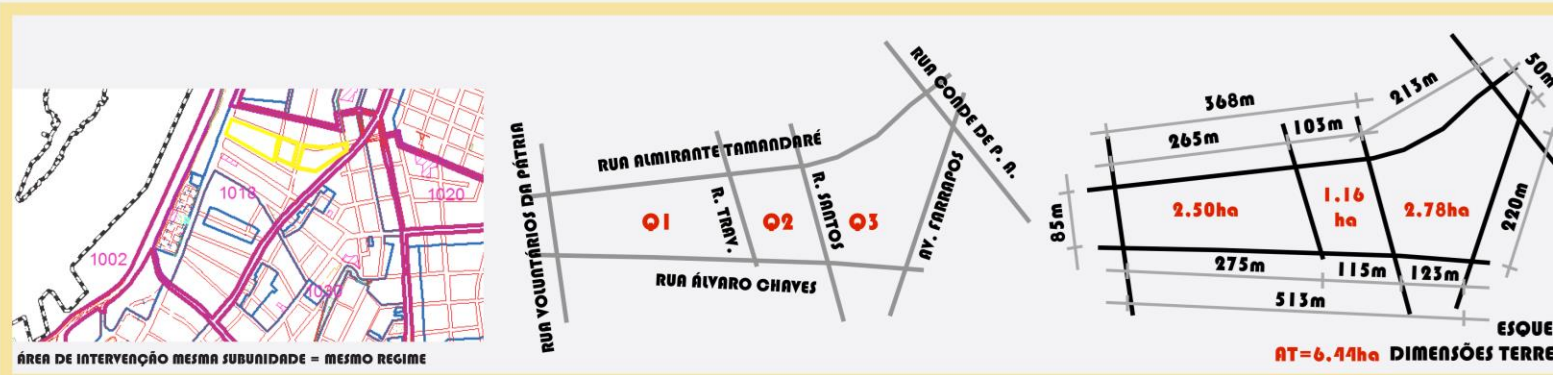 1018
1020
1002
1030
ÁREA DE INTERVENÇÃO MESMA SUBUNIDADE = MESMO REGIME
RUA VOLUNTÁRIOS DA PÁTRIA
RUA ALMIRANTE TAMANDARÉ
R. TRAV.
R. SANTOS
RUA CONDE DE P. A.
AV. FARRAPOS
Q1
Q2
Q3
RUA ÁLVARO CHAVES
368m
265m
103m
213m
50m
85m
2.50ha
1.16
ha
2.78ha
220m
275m
115m
123m
513m
ESQUE
AT=6.44ha DIMENSÕES TERRE